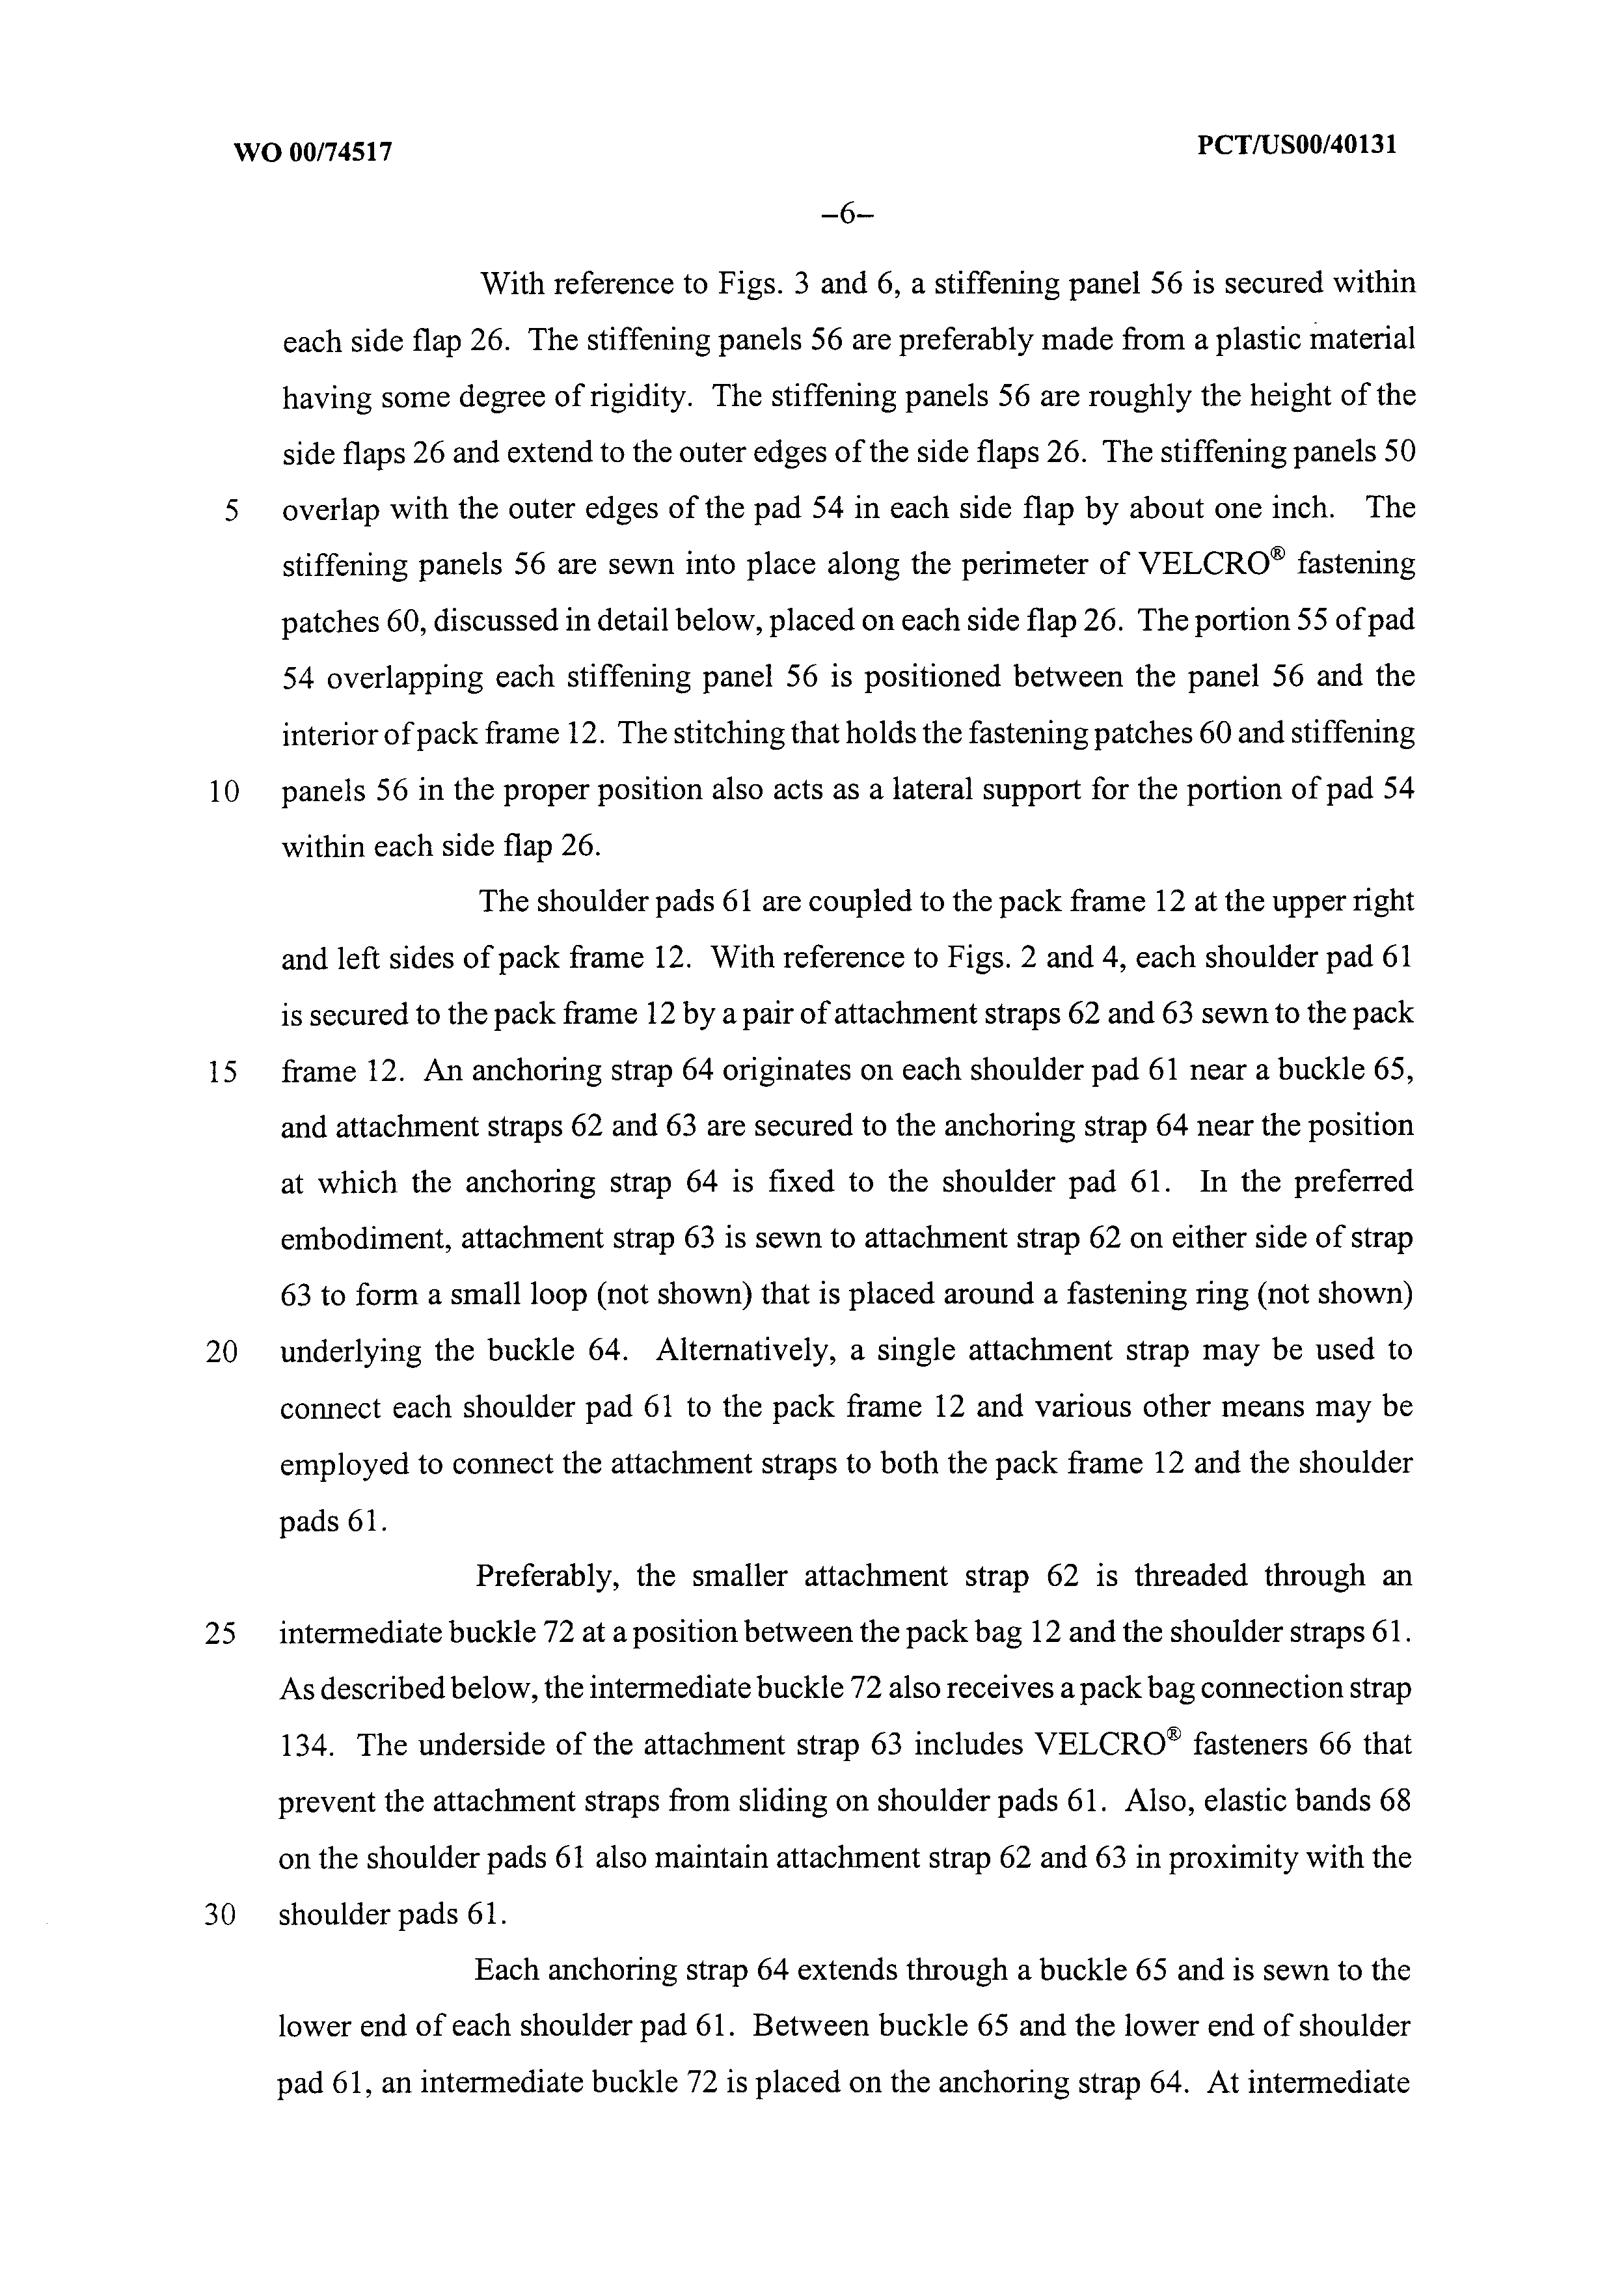 WO 00/74517 PCT/US00/40131
–6–
With reference to Figs. 3 and 6, a stiffening panel 56 is secured within
each side flap 26. The stiffening panels 56 are preferably made from a plastic material
having some degree of rigidity. The stiffening panels 56 are roughly the height of the
side flaps 26 and extend to the outer edges of the side flaps 26. The stiffening panels 50
5 overlap with the outer edges of the pad 54 in each side flap by about one inch. The
stiffening panels 56 are sewn into place along the perimeter of VELCRO® fastening
patches 60, discussed in detail below, placed on each side flap 26. The portion 55 of pad
54 overlapping each stiffening panel 56 is positioned between the panel 56 and the
interior of pack frame 12. The stitching that holds the fastening patches 60 and stiffening
10 panels 56 in the proper position also acts as a lateral support for the portion of pad 54
within each side flap 26.
The shoulder pads 61 are coupled to the pack frame 12 at the upper right
and left sides of pack frame 12. With reference to Figs. 2 and 4, each shoulder pad 61
is secured to the pack frame 12 by a pair of attachment straps 62 and 63 sewn to the pack
15 frame 12. An anchoring strap 64 originates on each shoulder pad 61 near a buckle 65,
and attachment straps 62 and 63 are secured to the anchoring strap 64 near the position
at which the anchoring strap 64 is fixed to the shoulder pad 61. In the preferred
embodiment, attachment strap 63 is sewn to attachment strap 62 on either side of strap
63 to form a small loop (not shown) that is placed around a fastening ring (not shown)
20 underlying the buckle 64. Alternatively, a single attachment strap may be used to
connect each shoulder pad 61 to the pack frame 12 and various other means may be
employed to connect the attachment straps to both the pack frame 12 and the shoulder
pads 61.
Preferably, the smaller attachment strap 62 is threaded through an
25 intermediate buckle 72 at a position between the pack bag 12 and the shoulder straps 61.
As described below, the intermediate buckle 72 also receives a pack bag connection strap
134. The underside of the attachment strap 63 includes VELCRO® fasteners 66 that
prevent the attachment straps from sliding on shoulder pads 61. Also, elastic bands 68
on the shoulder pads 61 also maintain attachment strap 62 and 63 in proximity with the
30 shoulder pads 61.
Each anchoring strap 64 extends through a buckle 65 and is sewn to the
lower end of each shoulder pad 61. Between buckle 65 and the lower end of shoulder
pad 61, an intermediate buckle 72 is placed on the anchoring strap 64. At intermediate